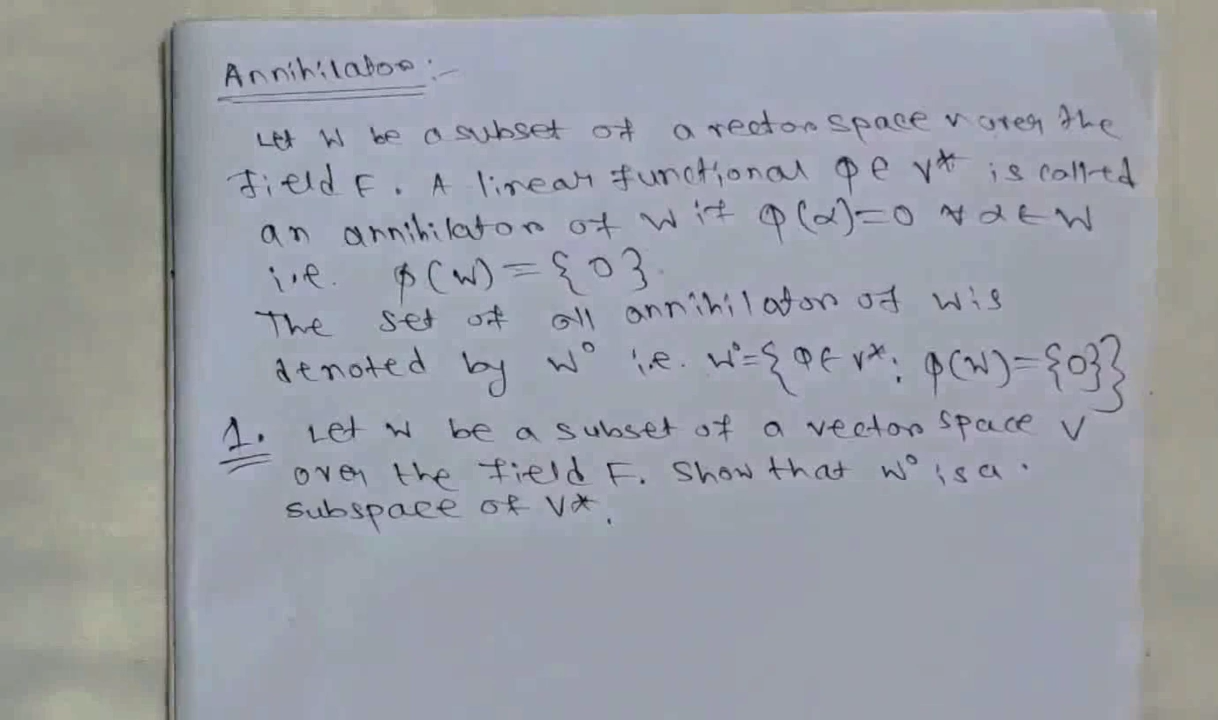 Annihilator :-
Let W be a subset of a vector space V over the
field F. A linear functional φ ∈ V* is called
an annihilator of W if φ(α)=0 ∀ α ∈ W
i.e. φ(W) = {0}.
The set of all annihilator of W is
denoted by W° i.e. W°={φ ∈ V*: φ(W)={0}}
1. Let W be a subset of a vector space V
over the field F. Show that W° is a
subspace of V*.